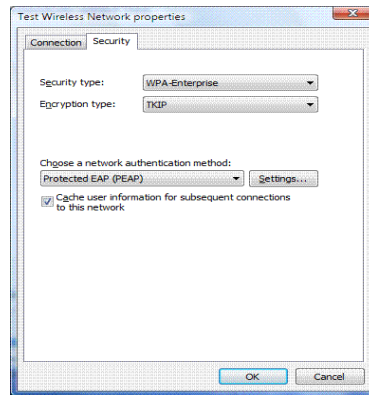 Test Wireless Network properties
Connection Security
Security type: WPA-Enterprise
Encryption type: TKIP
Choose a network authentication method:
Protected EAP (PEAP) Settings...
Cache user information for subsequent connections
to this network
OK Cancel